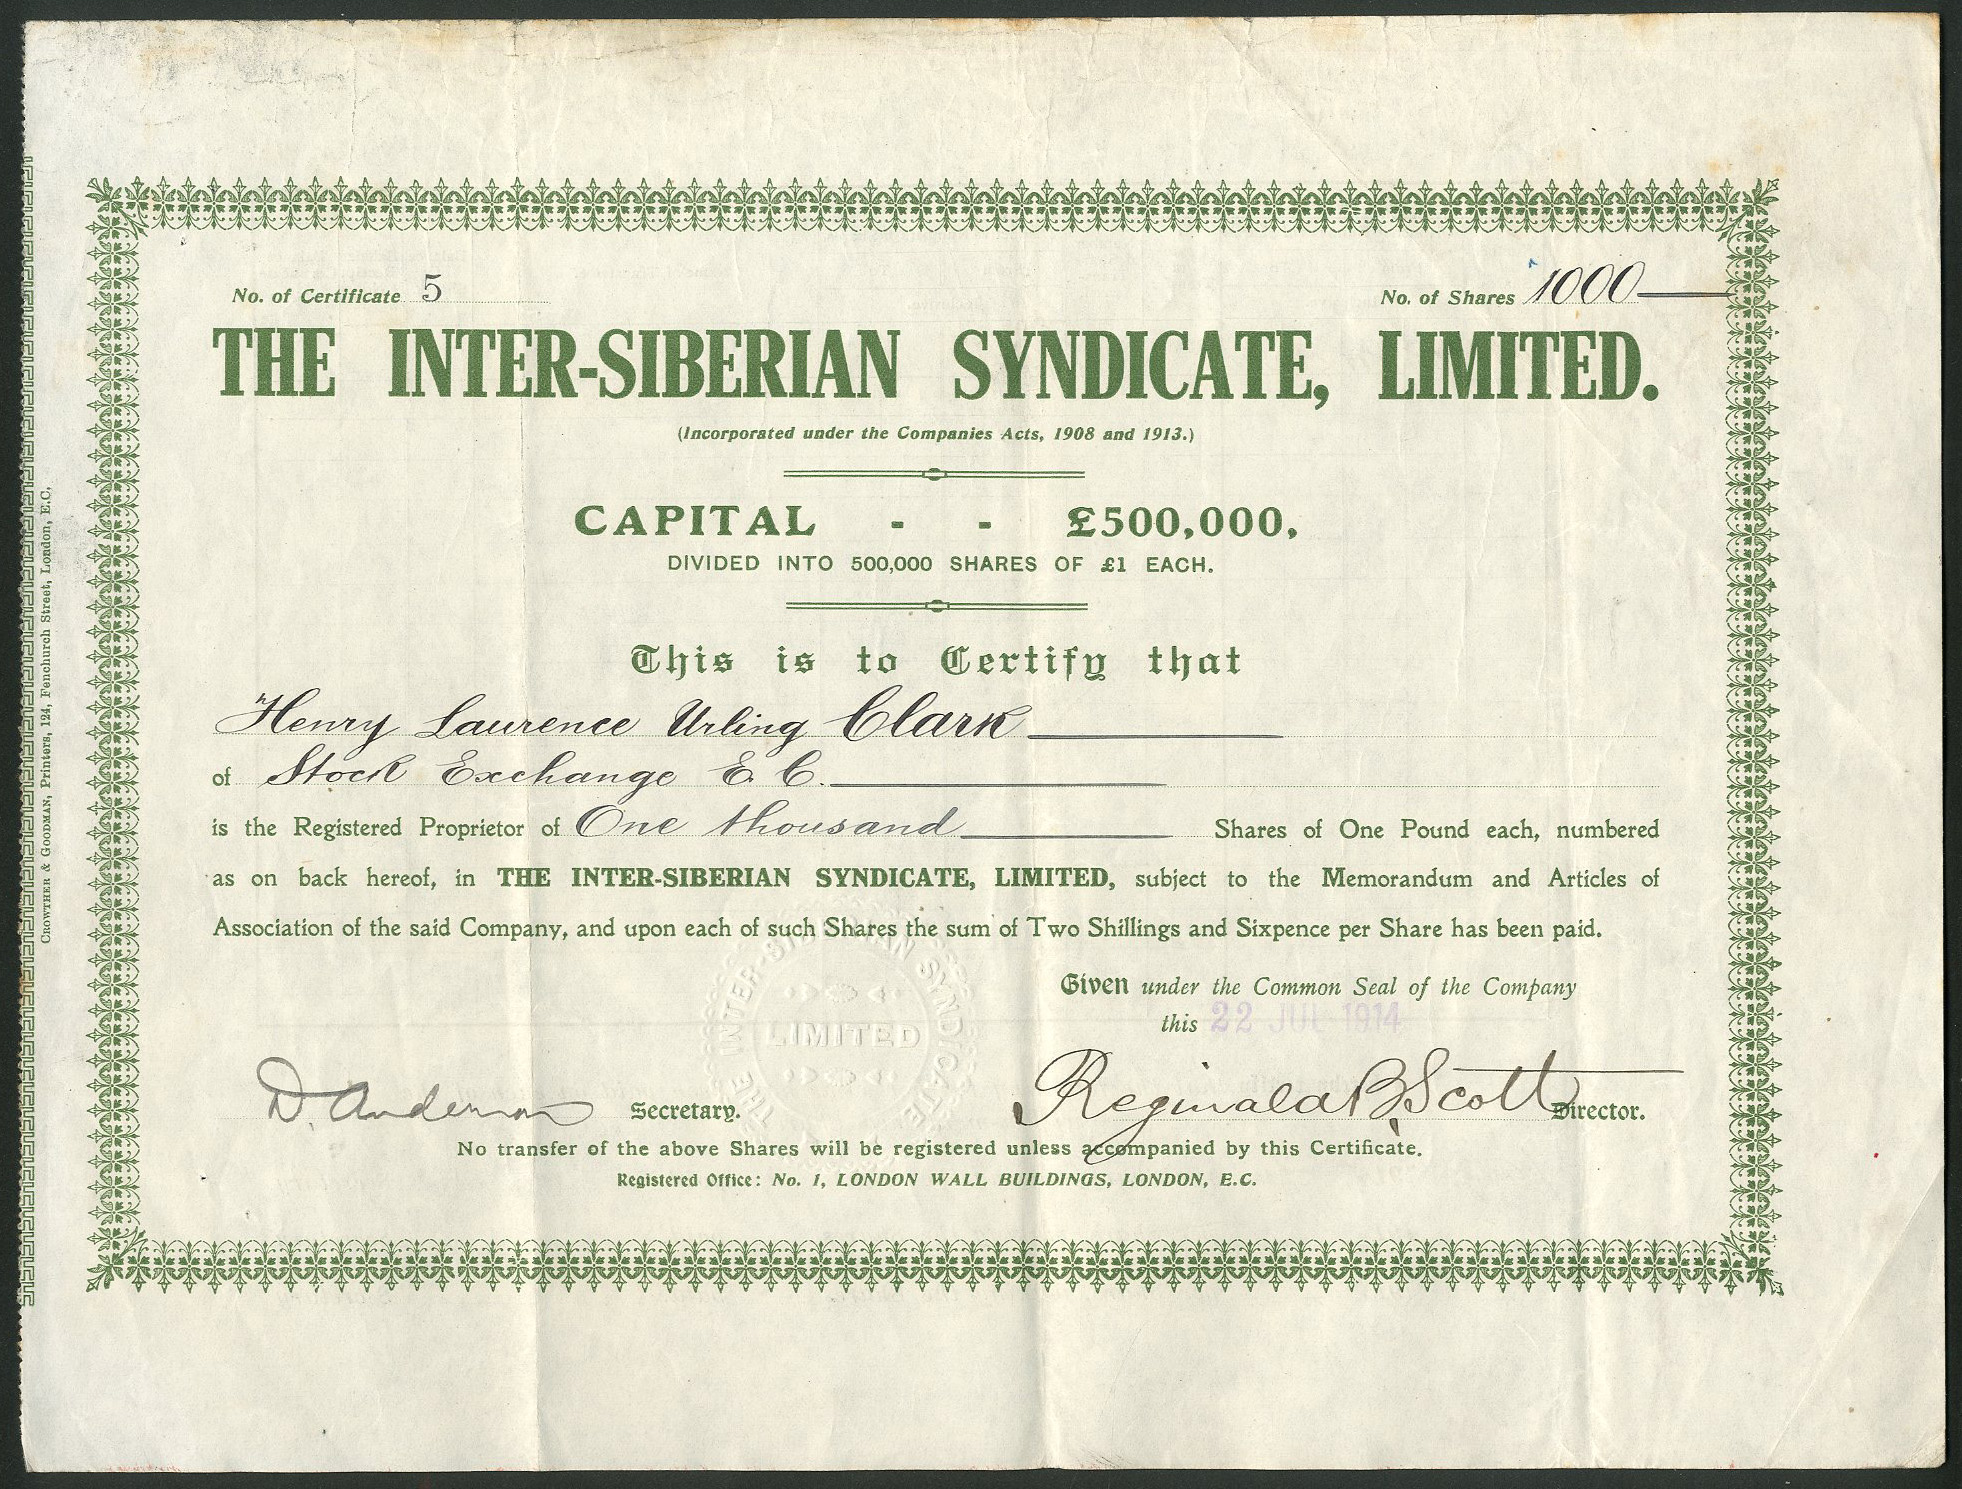 No. of Certificate 5
No. of Shares 1000
THE INTER-SIBERIAN SYNDICATE, LIMITED.
(Incorporated under the Companies Acts, 1908 and 1913.)
CAPITAL - - £500,000,
DIVIDED INTO 500,000 SHARES OF £1 EACH.
This is to Certify that
Henry Laurence Urling Clark
of Stock Exchange E.C.
is the Registered Proprietor of One thousand Shares of One Pound each, numbered
as on back hereof, in THE INTER-SIBERIAN SYNDICATE, LIMITED, subject to the Memorandum and Articles of
Association of the said Company, and upon each of such Shares the sum of Two Shillings and Sixpence per Share has been paid.
Given under the Common Seal of the Company
this 22 JUL 1914
THE INTER-SIBERIAN SYNDICATE
LIMITED
D. Anderson Secretary.
Reginald B Scott Director.
No transfer of the above Shares will be registered unless accompanied by this Certificate.
Registered Office: No. 1, LONDON WALL BUILDINGS, LONDON, E.C.
CROWTHER & GOODMAN, Printers, 124, Fenchurch Street, London, E.C.